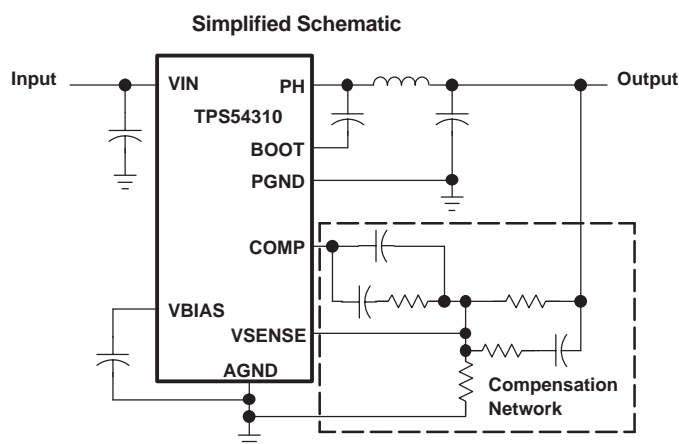 Simplified Schematic
Input
VIN
PH
Output
TPS54310
BOOT
PGND
COMP
VBIAS
VSENSE
AGND
Compensation
Network